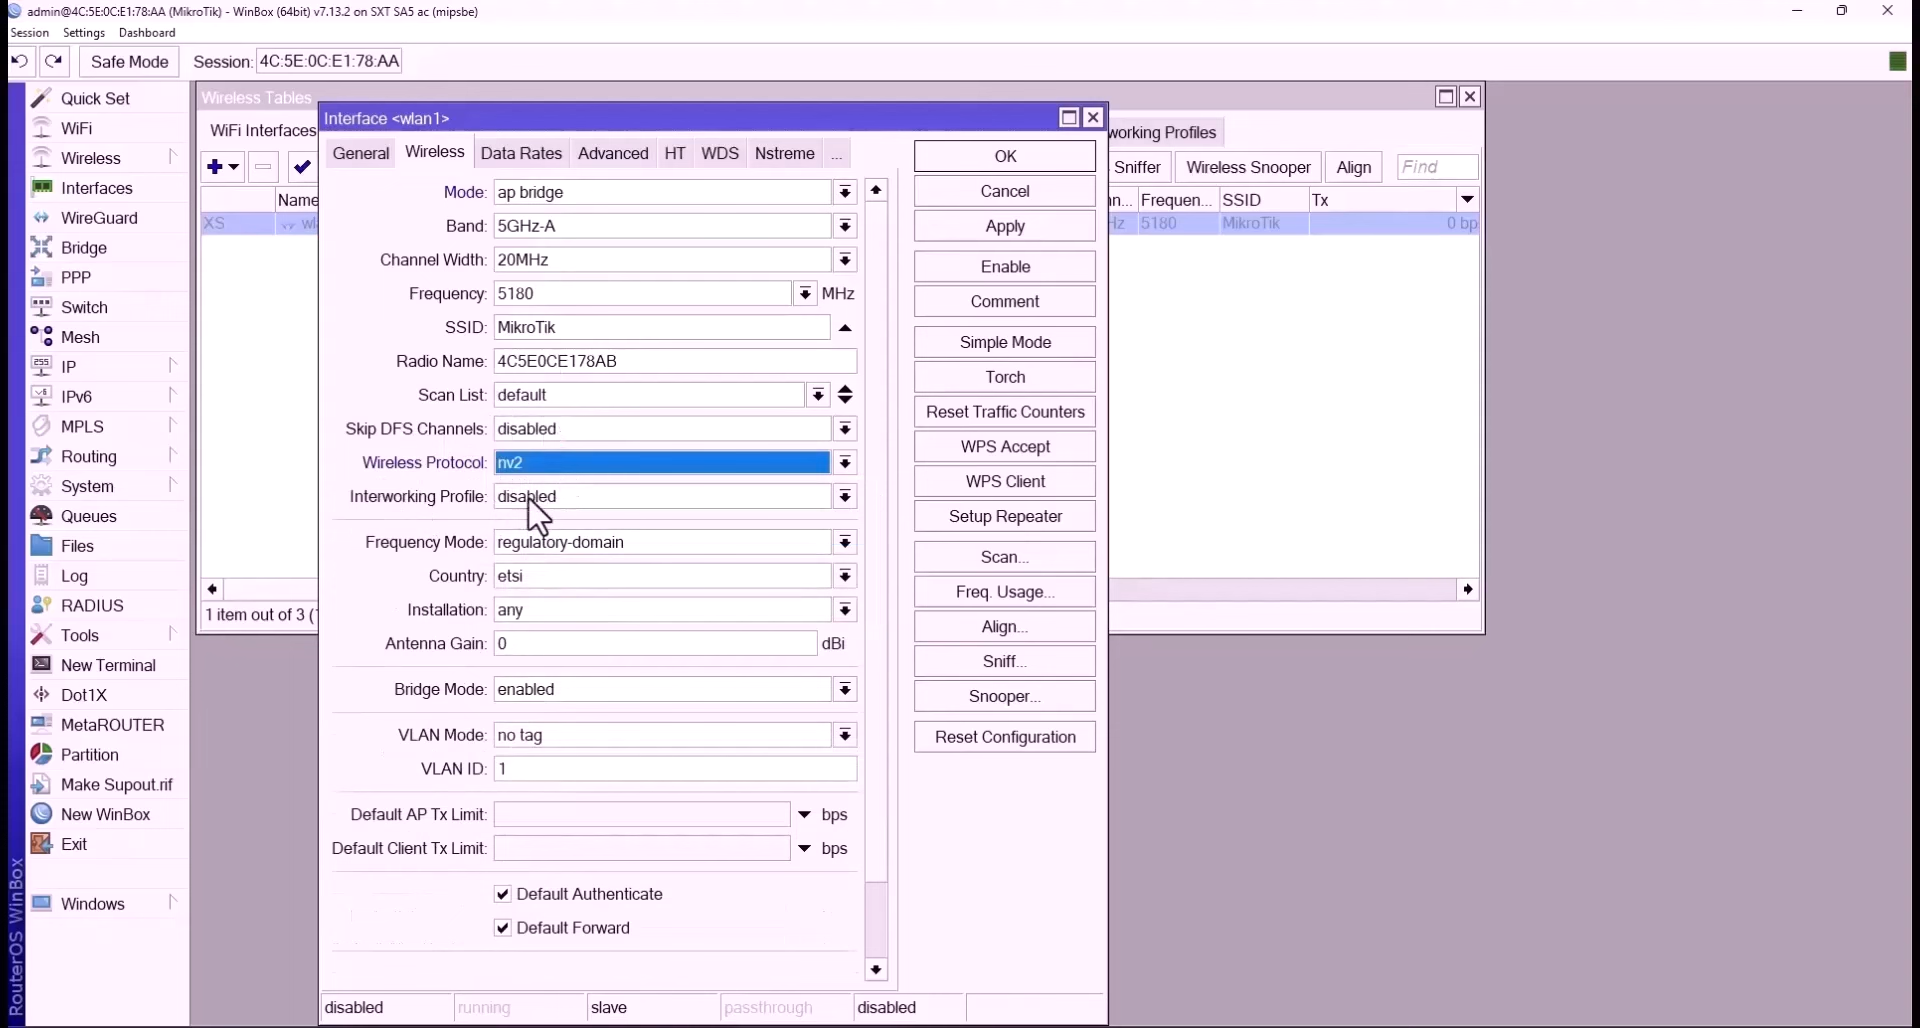 admin@4C:5E:0C:E1:78:AA (MikroTik) - WinBox (64bit) v7.13.2 on SXT SA5 ac (mipsbe)
Session Settings Dashboard
Safe Mode Session: 4C:5E:0C:E1:78:AA
Quick Set
WiFi
Wireless
Interfaces
WireGuard
Bridge
PPP
Switch
Mesh
IP
IPv6
MPLS
Routing
System
Queues
Files
Log
RADIUS
Tools
New Terminal
Dot1X
MetaROUTER
Partition
Make Supout.rif
New WinBox
Exit
Windows
RouterOS WinBox
Wireless Tables
WiFi Interfaces
working Profiles
Sniffer Wireless Snooper Align Find
Name Frequen... SSID Tx
XS wl Hz 5180 MikroTik 0 bp
1 item out of 3 (
Interface <wlan1>
General Wireless Data Rates Advanced HT WDS Nstreme ...
Mode: ap bridge
Band: 5GHz-A
Channel Width: 20MHz
Frequency: 5180 MHz
SSID: MikroTik
Radio Name: 4C5E0CE178AB
Scan List: default
Skip DFS Channels: disabled
Wireless Protocol: nv2
Interworking Profile: disabled
Frequency Mode: regulatory-domain
Country: etsi
Installation: any
Antenna Gain: 0 dBi
Bridge Mode: enabled
VLAN Mode: no tag
VLAN ID: 1
Default AP Tx Limit: bps
Default Client Tx Limit: bps
Default Authenticate
Default Forward
OK
Cancel
Apply
Enable
Comment
Simple Mode
Torch
Reset Traffic Counters
WPS Accept
WPS Client
Setup Repeater
Scan...
Freq. Usage...
Align...
Sniff...
Snooper...
Reset Configuration
disabled running slave passthrough disabled